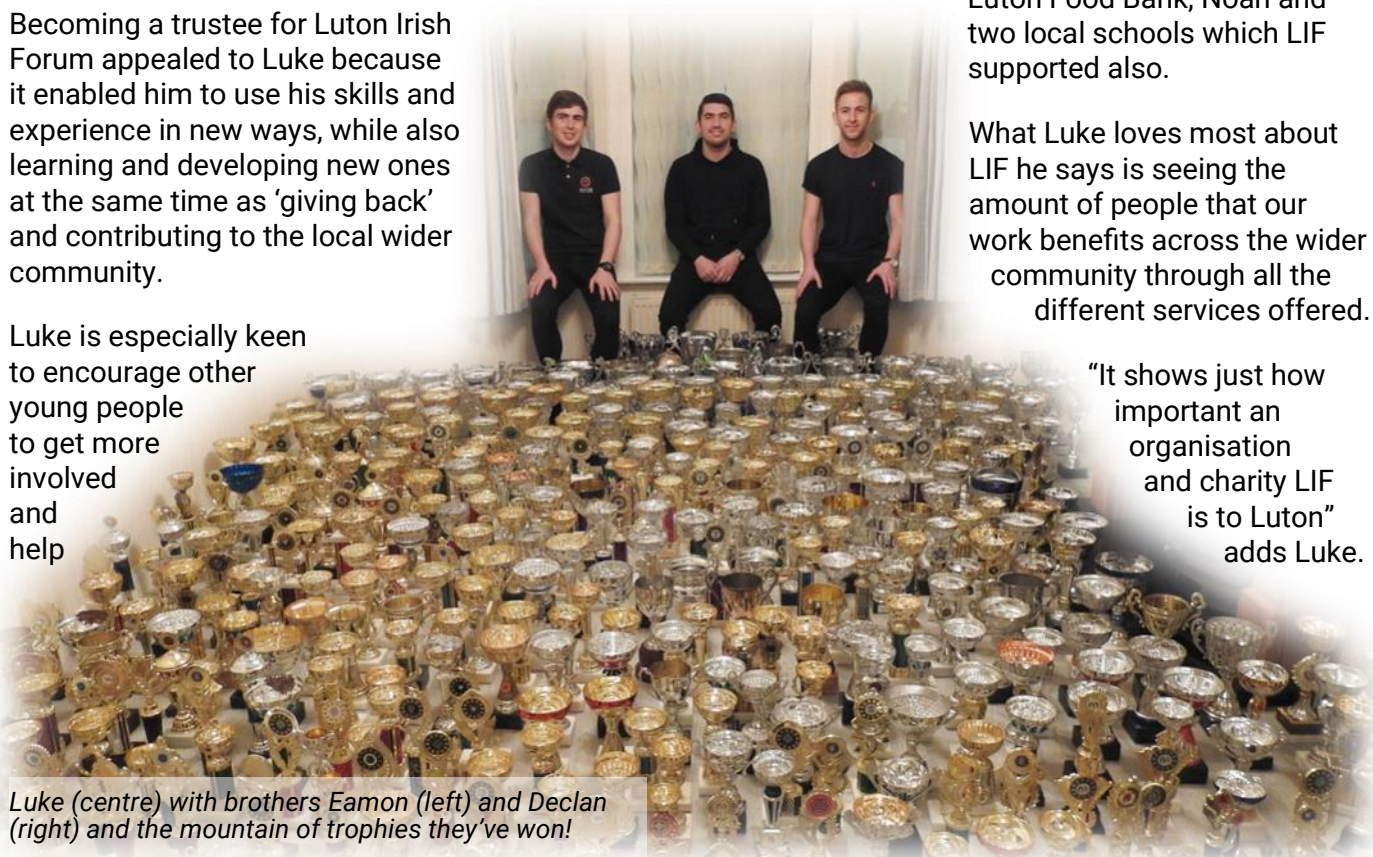 Becoming a trustee for Luton Irish
Forum appealed to Luke because
it enabled him to use his skills and
experience in new ways, while also
learning and developing new ones
at the same time as ‘giving back’
and contributing to the local wider
community.
Luke is especially keen
to encourage other
young people
to get more
involved
and
help
Luton Food Bank, Noah and
two local schools which LIF
supported also.
What Luke loves most about
LIF he says is seeing the
amount of people that our
work benefits across the wider
community through all the
different services offered.
“It shows just how
important an
organisation
and charity LIF
is to Luton”
adds Luke.
Luke (centre) with brothers Eamon (left) and Declan
(right) and the mountain of trophies they’ve won!